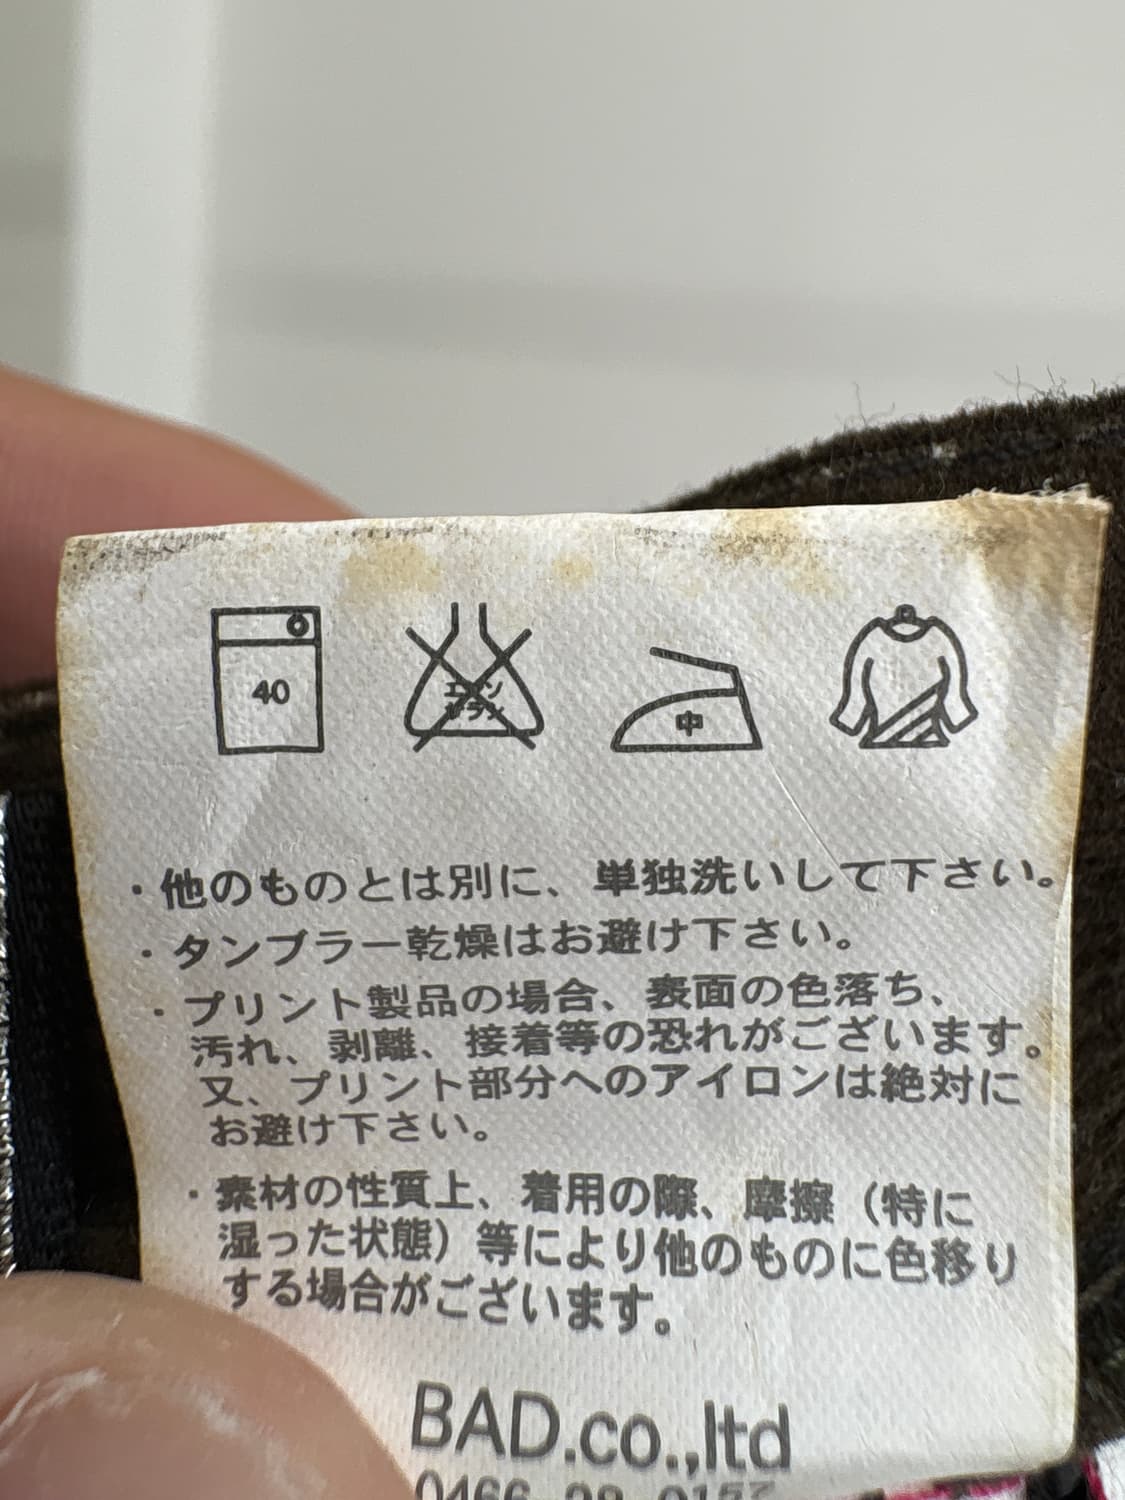 40
中
・他のものとは別に、単独洗いして下さい。
・タンブラー乾燥はお避け下さい。
・プリント製品の場合、表面の色落ち、
汚れ、剥離、接着等の恐れがございます。
又、プリント部分へのアイロンは絶対に
お避け下さい。
・素材の性質上、着用の際、摩擦（特に
湿った状態）等により他のものに色移り
する場合がございます。
BAD.co.,ltd
0466